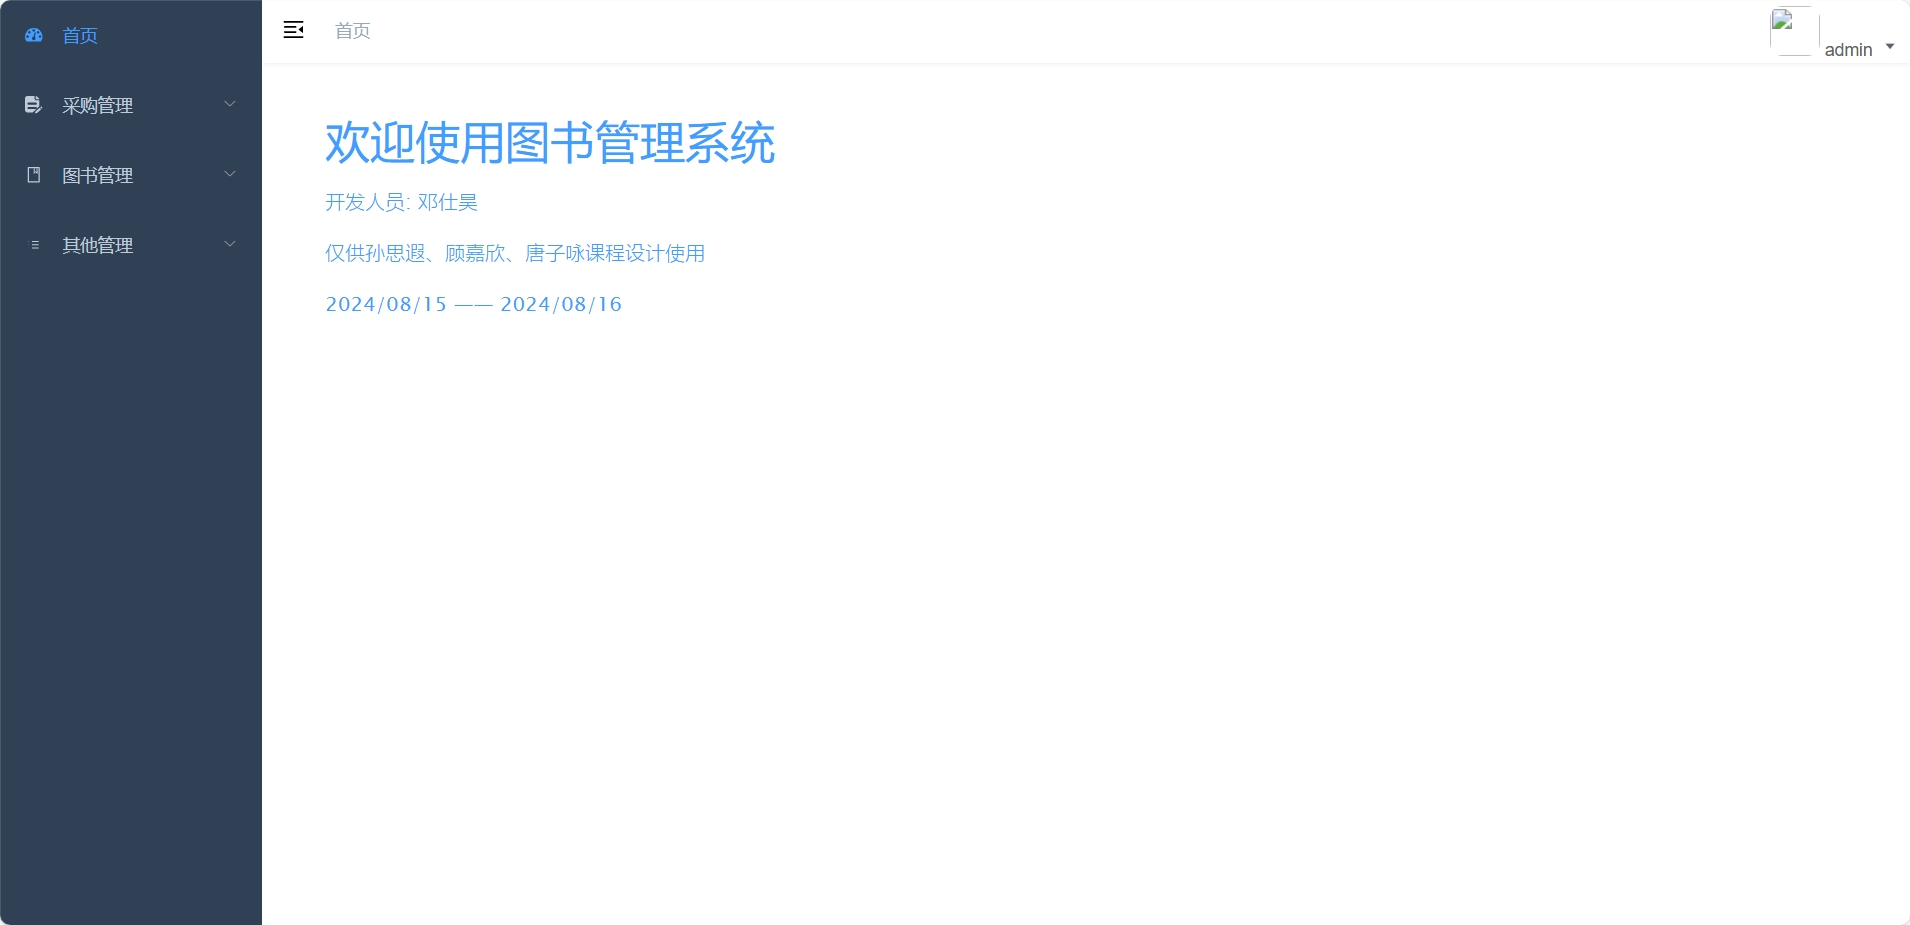 首页
采购管理
图书管理
其他管理
首页
admin
欢迎使用图书管理系统
开发人员: 邓仕昊
仅供孙思遐、顾嘉欣、唐子咏课程设计使用
2024/08/15 —— 2024/08/16